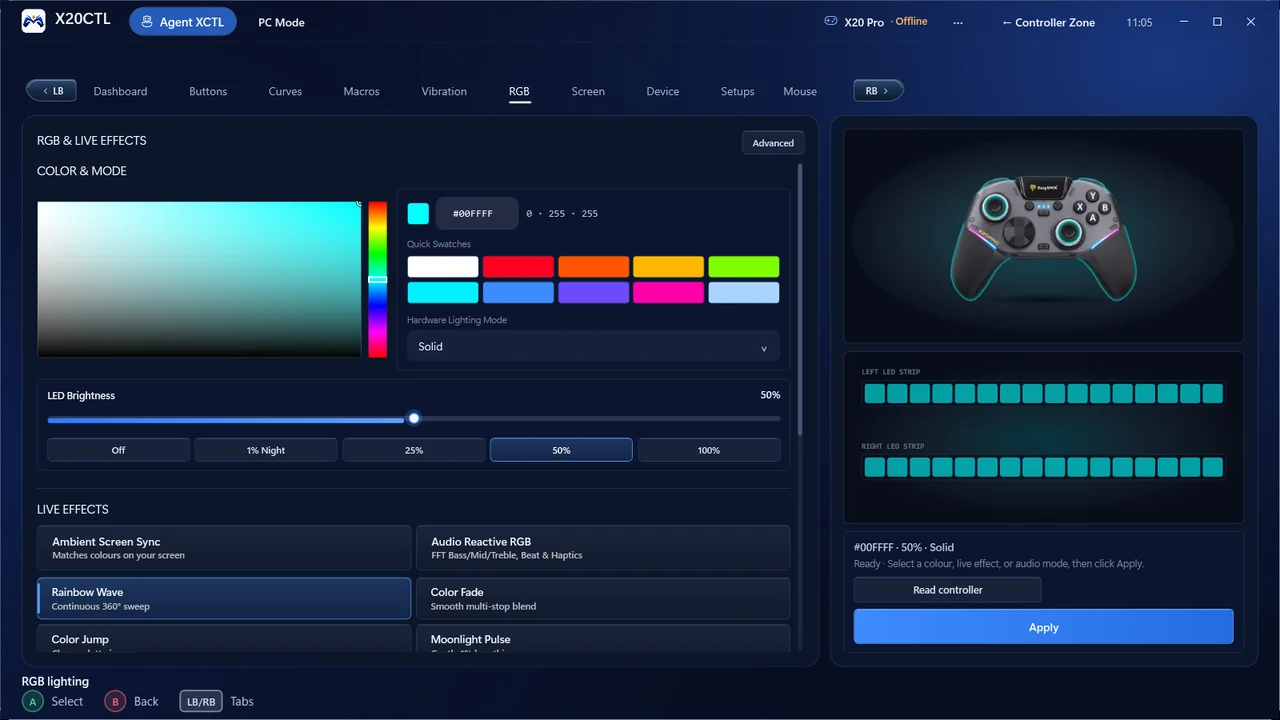 X20CTL
Agent XCTL
PC Mode
X20 Pro · Offline
...
← Controller Zone
11:05
‹ LB
Dashboard
Buttons
Curves
Macros
Vibration
RGB
Screen
Device
Setups
Mouse
RB ›
RGB & LIVE EFFECTS
Advanced
COLOR & MODE
#00FFFF
0 · 255 · 255
Quick Swatches
Hardware Lighting Mode
Solid
LED Brightness
50%
Off
1% Night
25%
50%
100%
LIVE EFFECTS
Ambient Screen Sync
Matches colours on your screen
Audio Reactive RGB
FFT Bass/Mid/Treble, Beat & Haptics
Rainbow Wave
Continuous 360° sweep
Color Fade
Smooth multi-stop blend
Color Jump
Moonlight Pulse
EasySMX
Y
X
B
A
LEFT LED STRIP
RIGHT LED STRIP
#00FFFF · 50% · Solid
Ready · Select a colour, live effect, or audio mode, then click Apply.
Read controller
Apply
RGB lighting
A Select
B Back
LB/RB Tabs